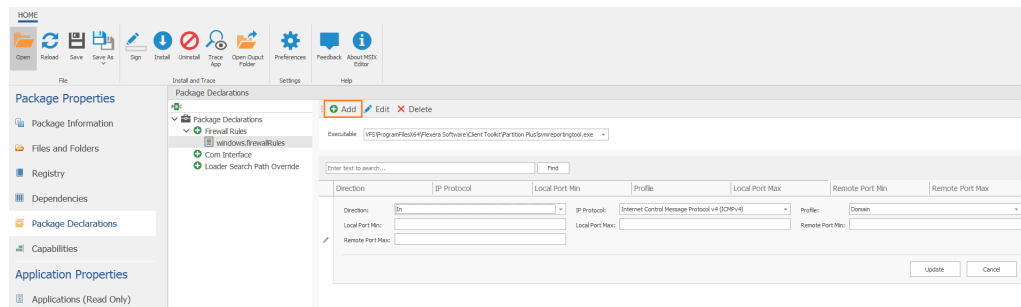 HOME
Open Reload Save Save As Sign Install Uninstall Trace App Open Ouput Folder Preferences Feedback About MSIX Editor
File Install and Trace Settings Help
Package Properties
Package Information
Files and Folders
Registry
Dependencies
Package Declarations
Capabilities
Application Properties
Applications (Read Only)
Package Declarations
Package Declarations
Firewall Rules
windows.firewallRules
Com Interface
Loader Search Path Override
Add Edit Delete
Executable VFS\ProgramFilesX64\Flexera Software\Client Toolkit\Partition Plus\pvmreportingtool.exe
Enter text to search... Find
Direction IP Protocol Local Port Min Profile Local Port Max Remote Port Min Remote Port Max
Direction: In IP Protocol: Internet Control Message Protocol v4 (ICMPv4) Profile: Domain
Local Port Min: Local Port Max: Remote Port Min:
Remote Port Max:
Update Cancel